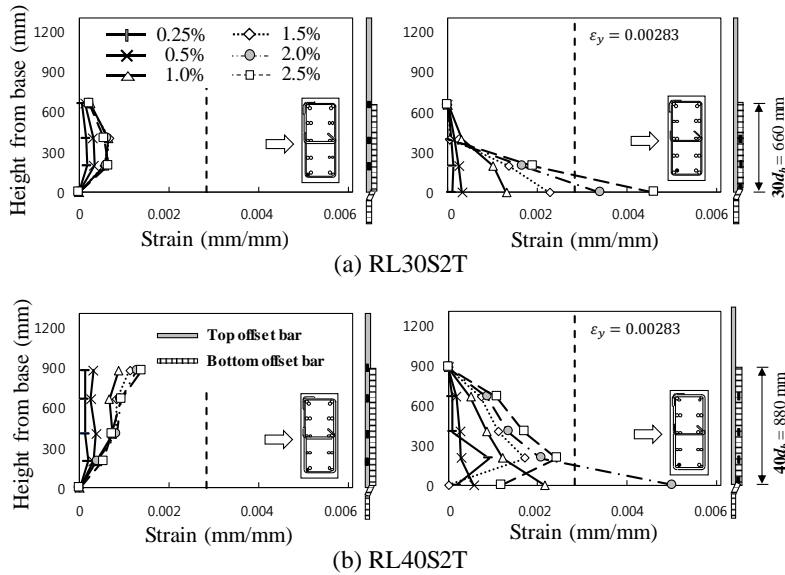 Height from base (mm)
1200
900
600
300
0
0.25%
0.5%
1.0%
1.5%
2.0%
2.5%
0 0.002 0.004 0.006
Strain (mm/mm)
1200
900
600
300
0
εy = 0.00283
0 0.002 0.004 0.006
Strain (mm/mm)
30db = 660 mm
(a) RL30S2T
Height from base (mm)
1200
900
600
300
0
Top offset bar
Bottom offset bar
0 0.002 0.004 0.006
Strain (mm/mm)
1200
900
600
300
0
εy = 0.00283
0 0.002 0.004 0.006
Strain (mm/mm)
40db = 880 mm
(b) RL40S2T